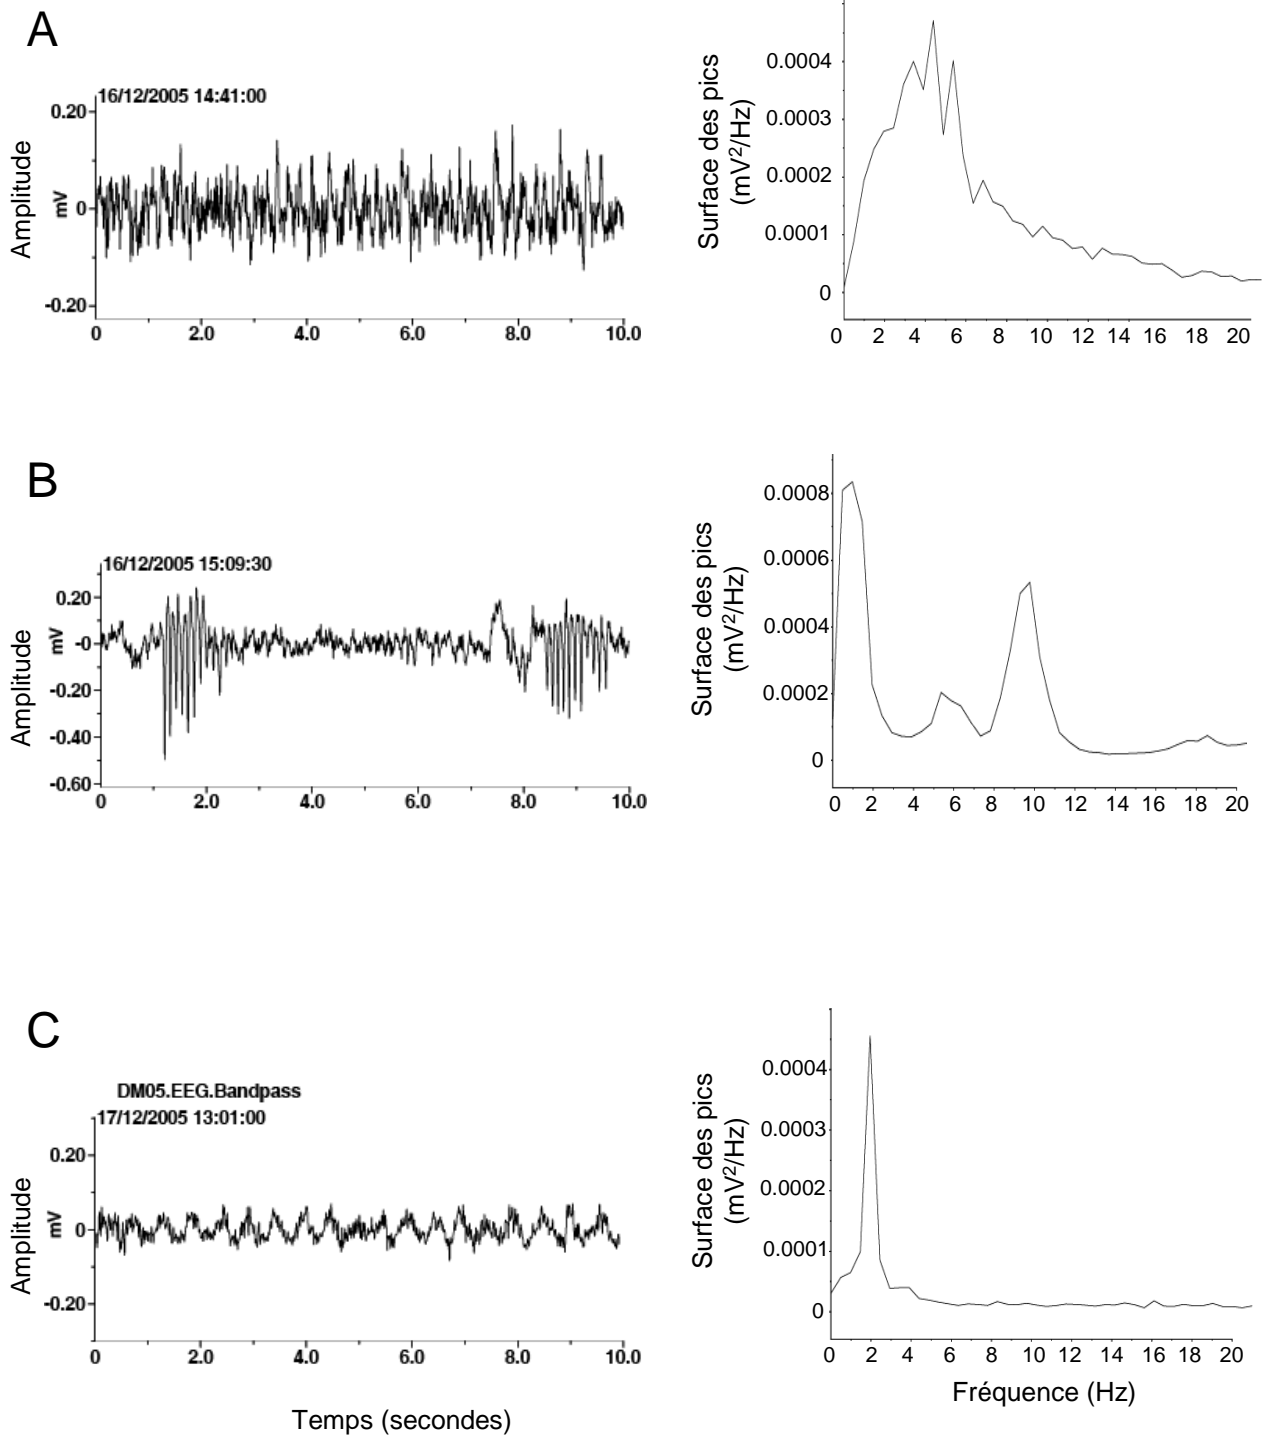 A
16/12/2005 14:41:00
Amplitude
mV
0.20
0
-0.20
0 2.0 4.0 6.0 8.0 10.0
Surface des pics
(mV²/Hz)
0.0004
0.0003
0.0002
0.0001
0
0 2 4 6 8 10 12 14 16 18 20
B
16/12/2005 15:09:30
Amplitude
mV
0.20
-0
-0.20
-0.40
-0.60
0 2.0 4.0 6.0 8.0 10.0
Surface des pics
(mV²/Hz)
0.0008
0.0006
0.0004
0.0002
0
0 2 4 6 8 10 12 14 16 18 20
C
DM05.EEG.Bandpass
17/12/2005 13:01:00
Amplitude
mV
0.20
0
-0.20
0 2.0 4.0 6.0 8.0 10.0
Temps (secondes)
Surface des pics
(mV²/Hz)
0.0004
0.0003
0.0002
0.0001
0
0 2 4 6 8 10 12 14 16 18 20
Fréquence (Hz)